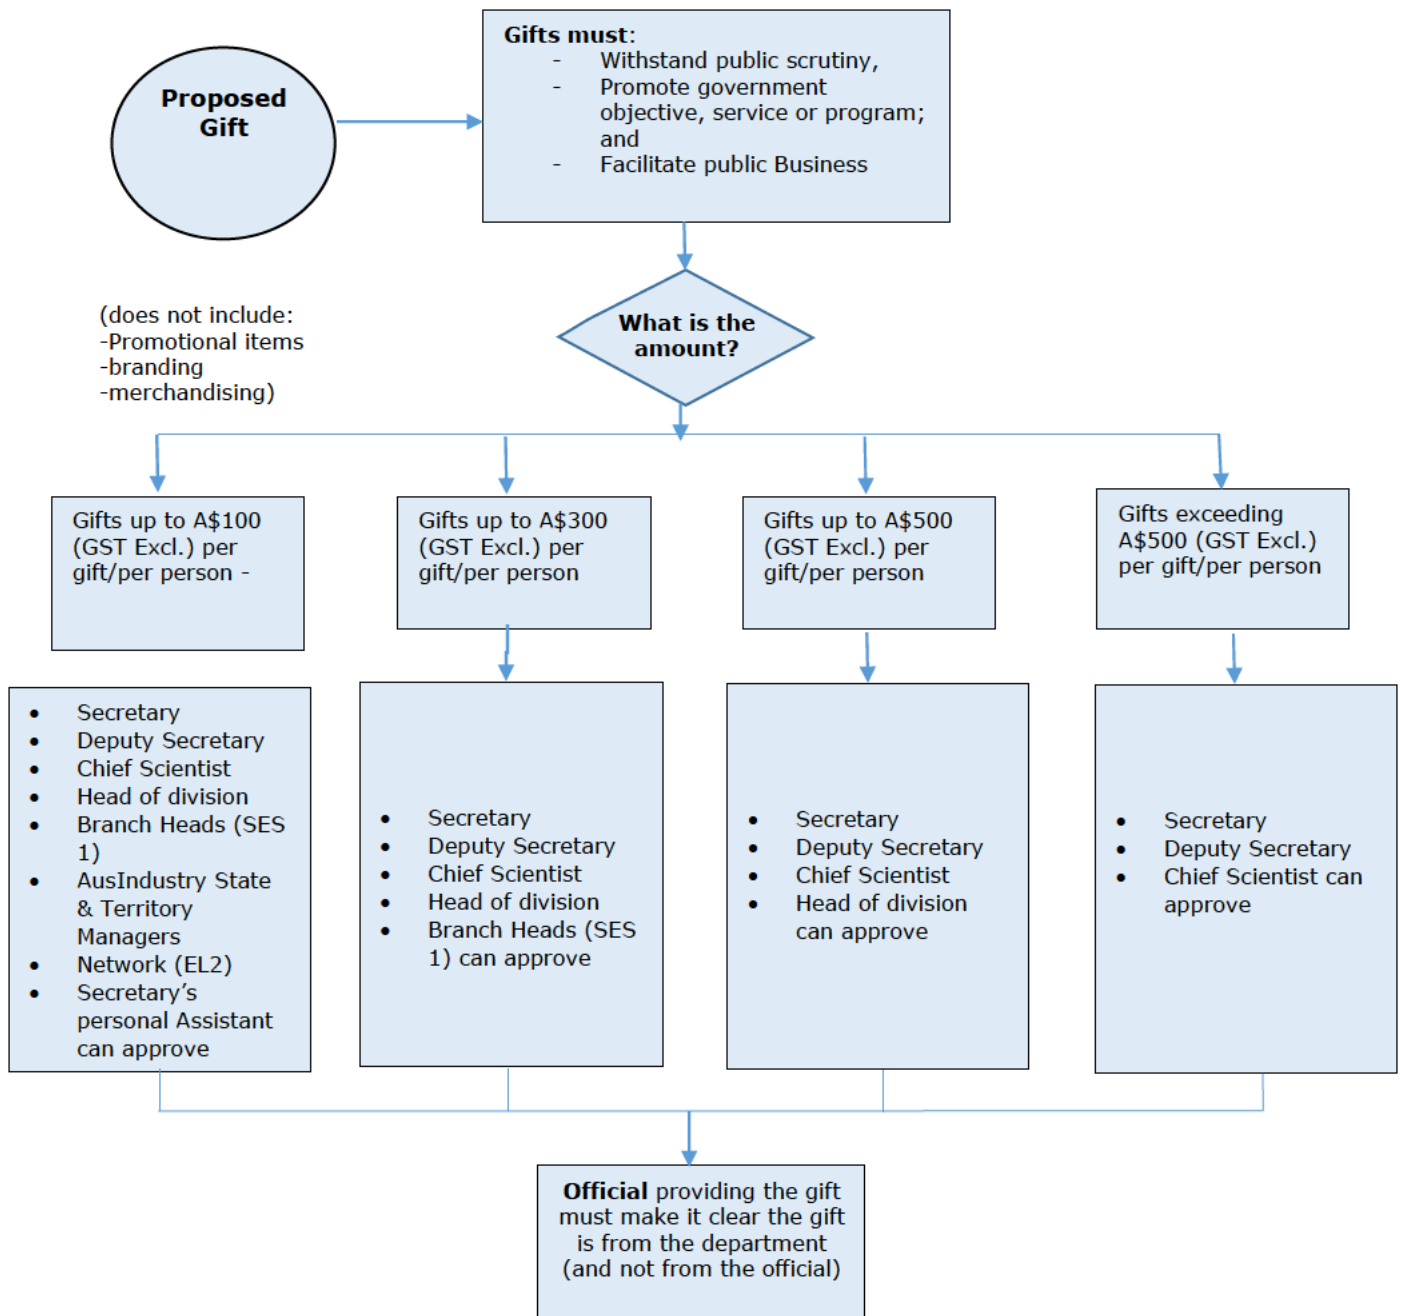 Proposed
Gift
Gifts must:
- Withstand public scrutiny,
- Promote government
objective, service or program;
and
- Facilitate public Business
(does not include:
-Promotional items
-branding
-merchandising)
What is the
amount?
Gifts up to A$100
(GST Excl.) per
gift/per person -
Gifts up to A$300
(GST Excl.) per
gift/per person
Gifts up to A$500
(GST Excl.) per
gift/per person
Gifts exceeding
A$500 (GST Excl.)
per gift/per person
• Secretary
• Deputy Secretary
• Chief Scientist
• Head of division
• Branch Heads (SES
1)
• AusIndustry State
& Territory
Managers
• Network (EL2)
• Secretary’s
personal Assistant
can approve
• Secretary
• Deputy Secretary
• Chief Scientist
• Head of division
• Branch Heads (SES
1) can approve
• Secretary
• Deputy Secretary
• Chief Scientist
• Head of division
can approve
• Secretary
• Deputy Secretary
• Chief Scientist can
approve
Official providing the gift
must make it clear the gift
is from the department
(and not from the official)